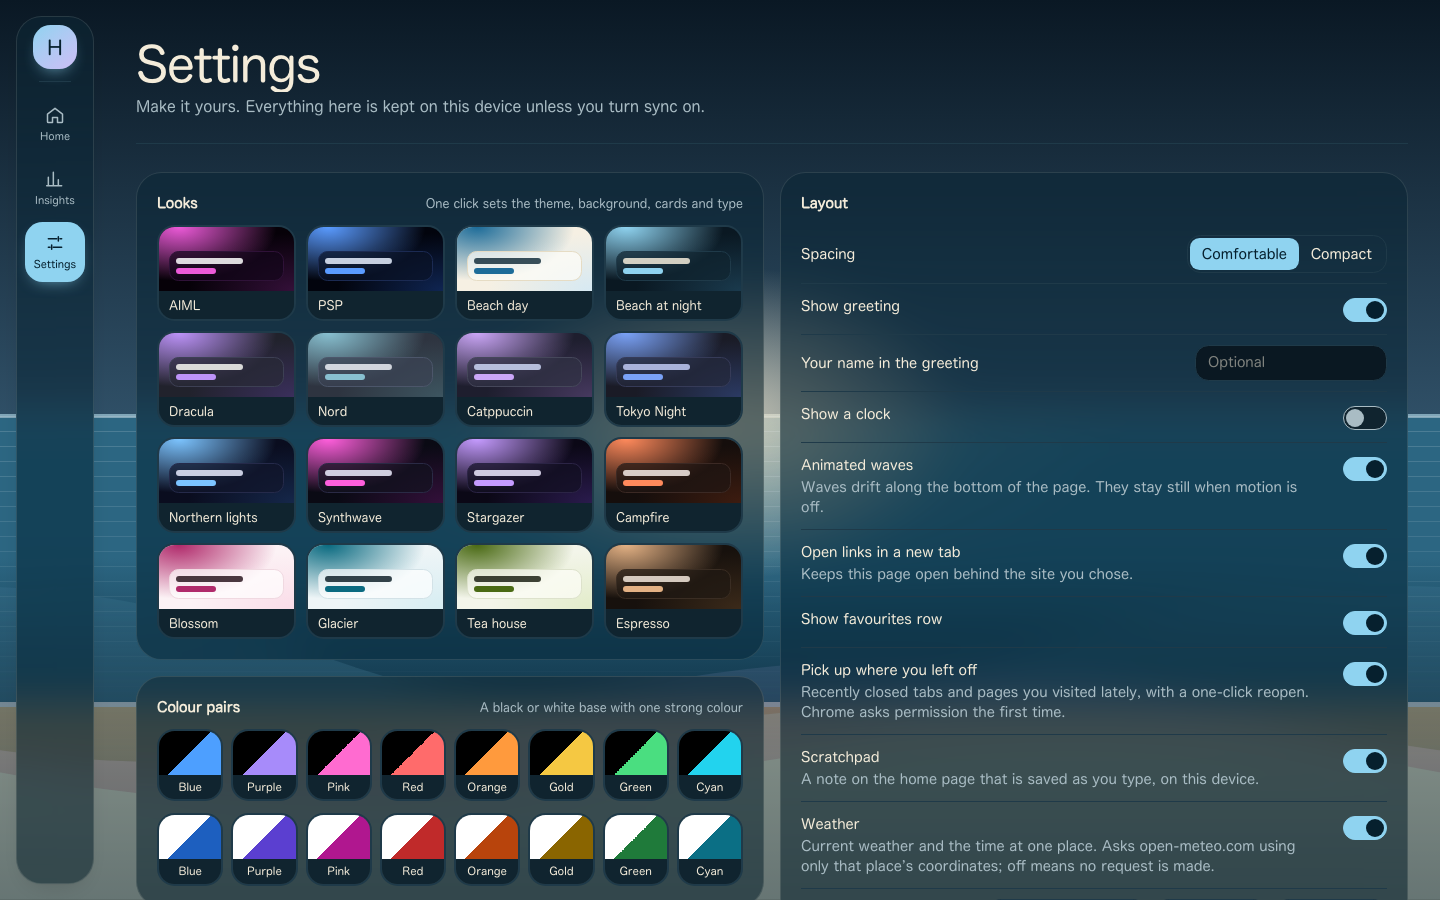 H
Home
Insights
Settings
Settings
Make it yours. Everything here is kept on this device unless you turn sync on.
Looks
One click sets the theme, background, cards and type
AIML
PSP
Beach day
Beach at night
Dracula
Nord
Catppuccin
Tokyo Night
Northern lights
Synthwave
Stargazer
Campfire
Blossom
Glacier
Tea house
Espresso
Colour pairs
A black or white base with one strong colour
Blue
Purple
Pink
Red
Orange
Gold
Green
Cyan
Blue
Purple
Pink
Red
Orange
Gold
Green
Cyan
Layout
Spacing
Comfortable
Compact
Show greeting
Your name in the greeting
Optional
Show a clock
Animated waves
Waves drift along the bottom of the page. They stay still when motion is
off.
Open links in a new tab
Keeps this page open behind the site you chose.
Show favourites row
Pick up where you left off
Recently closed tabs and pages you visited lately, with a one-click reopen.
Chrome asks permission the first time.
Scratchpad
A note on the home page that is saved as you type, on this device.
Weather
Current weather and the time at one place. Asks open-meteo.com using
only that place’s coordinates; off means no request is made.